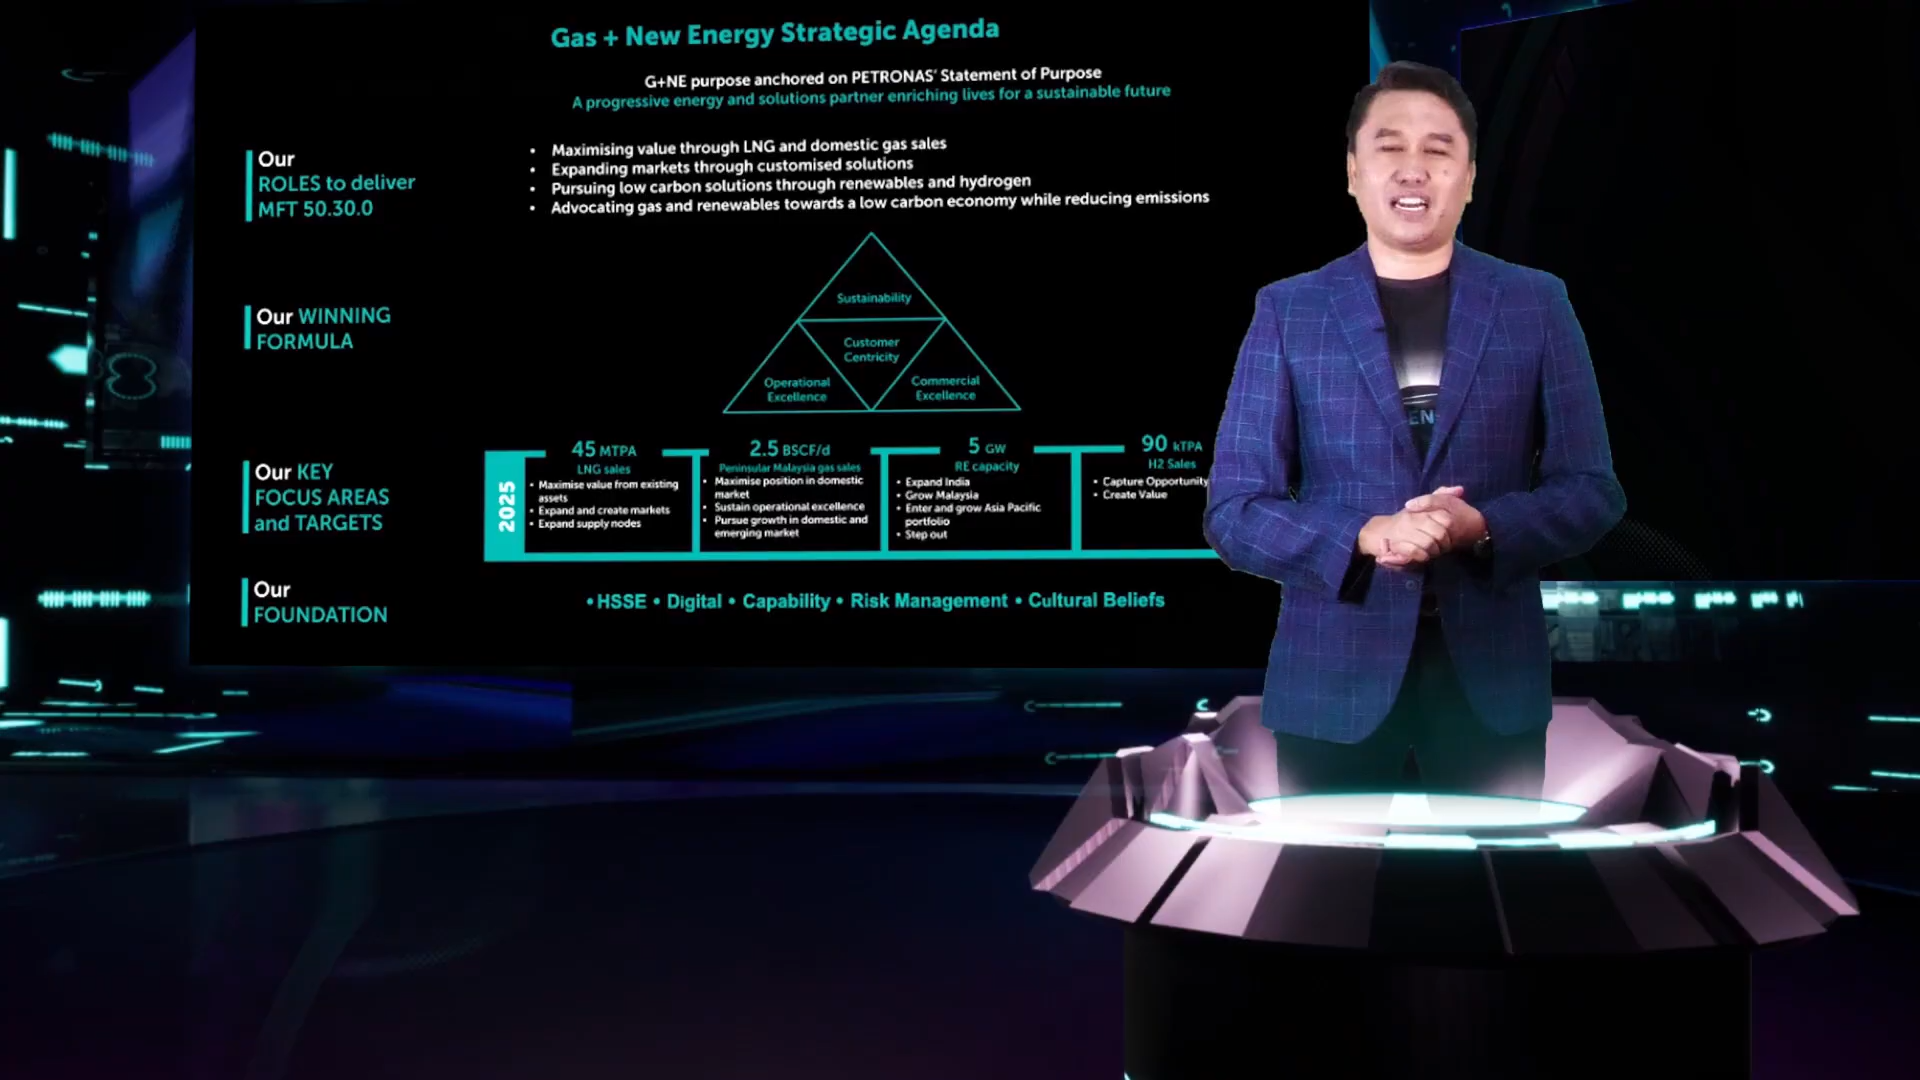 Gas + New Energy Strategic Agenda
G+NE purpose anchored on PETRONAS' Statement of Purpose
A progressive energy and solutions partner enriching lives for a sustainable future
Our
ROLES to deliver
MFT 50.30.0
• Maximising value through LNG and domestic gas sales
• Expanding markets through customised solutions
• Pursuing low carbon solutions through renewables and hydrogen
• Advocating gas and renewables towards a low carbon economy while reducing emissions
Our WINNING
FORMULA
Sustainability
Customer
Centricity
Operational
Excellence
Commercial
Excellence
Our KEY
FOCUS AREAS
and TARGETS
2025
45 MTPA
LNG sales
• Maximise value from existing
assets
• Expand and create markets
• Expand supply nodes
2.5 BSCF/d
Peninsular Malaysia gas sales
• Maximise position in domestic
market
• Sustain operational excellence
• Pursue growth in domestic and
emerging market
5 GW
RE capacity
• Expand India
• Grow Malaysia
• Enter and grow Asia Pacific
portfolio
• Step out
90 kTPA
H2 Sales
• Capture Opportunity
• Create Value
Our
FOUNDATION
• HSSE • Digital • Capability • Risk Management • Cultural Beliefs
EN